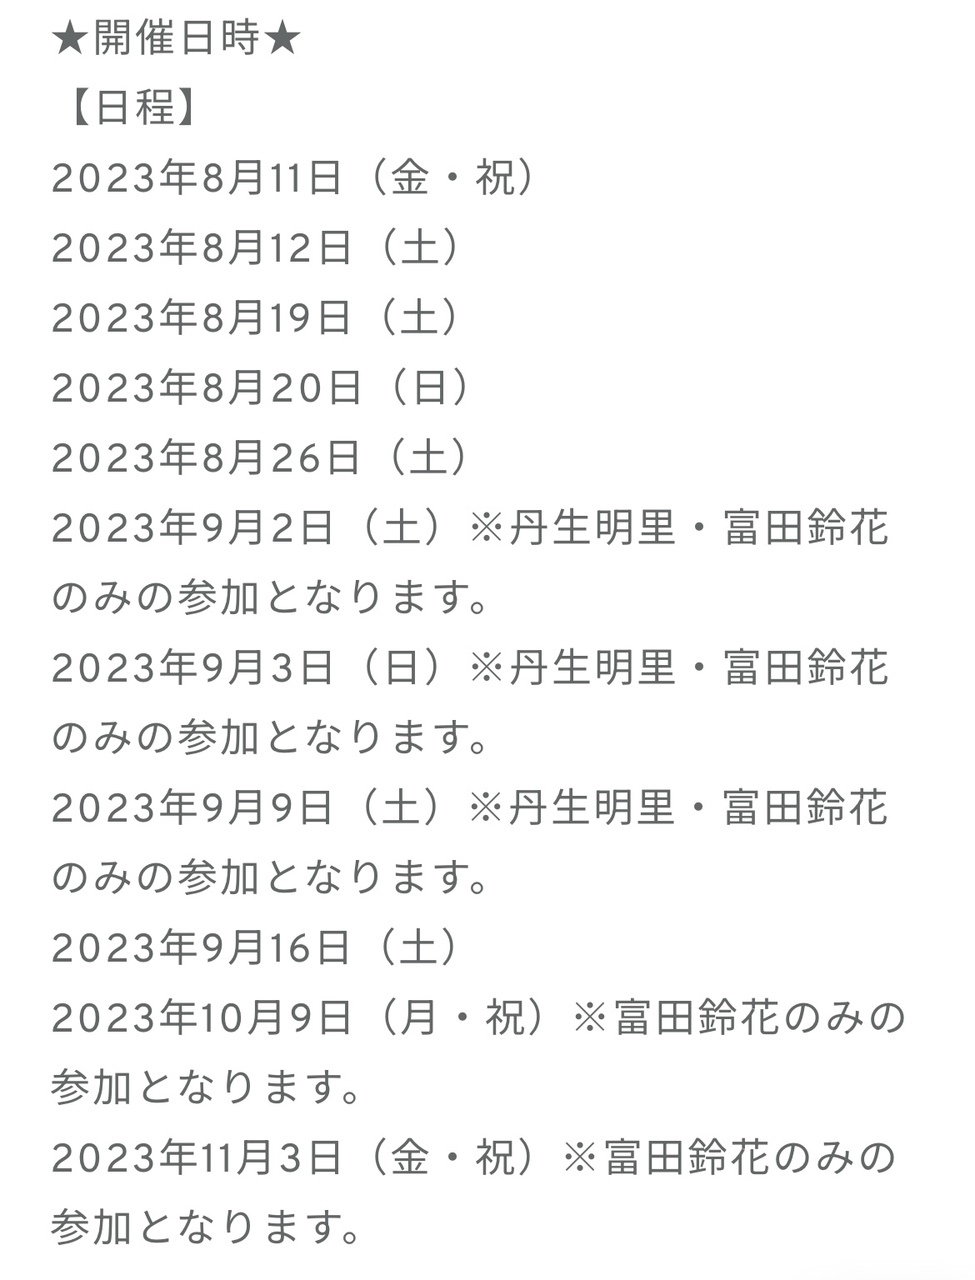 ★開催日時★
【日程】
2023年8月11日（金・祝）
2023年8月12日（土）
2023年8月19日（土）
2023年8月20日（日）
2023年8月26日（土）
2023年9月2日（土）※丹生明里・富田鈴花
のみの参加となります。
2023年9月3日（日）※丹生明里・富田鈴花
のみの参加となります。
2023年9月9日（土）※丹生明里・富田鈴花
のみの参加となります。
2023年9月16日（土）
2023年10月9日（月・祝）※富田鈴花のみの
参加となります。
2023年11月3日（金・祝）※富田鈴花のみの
参加となります。